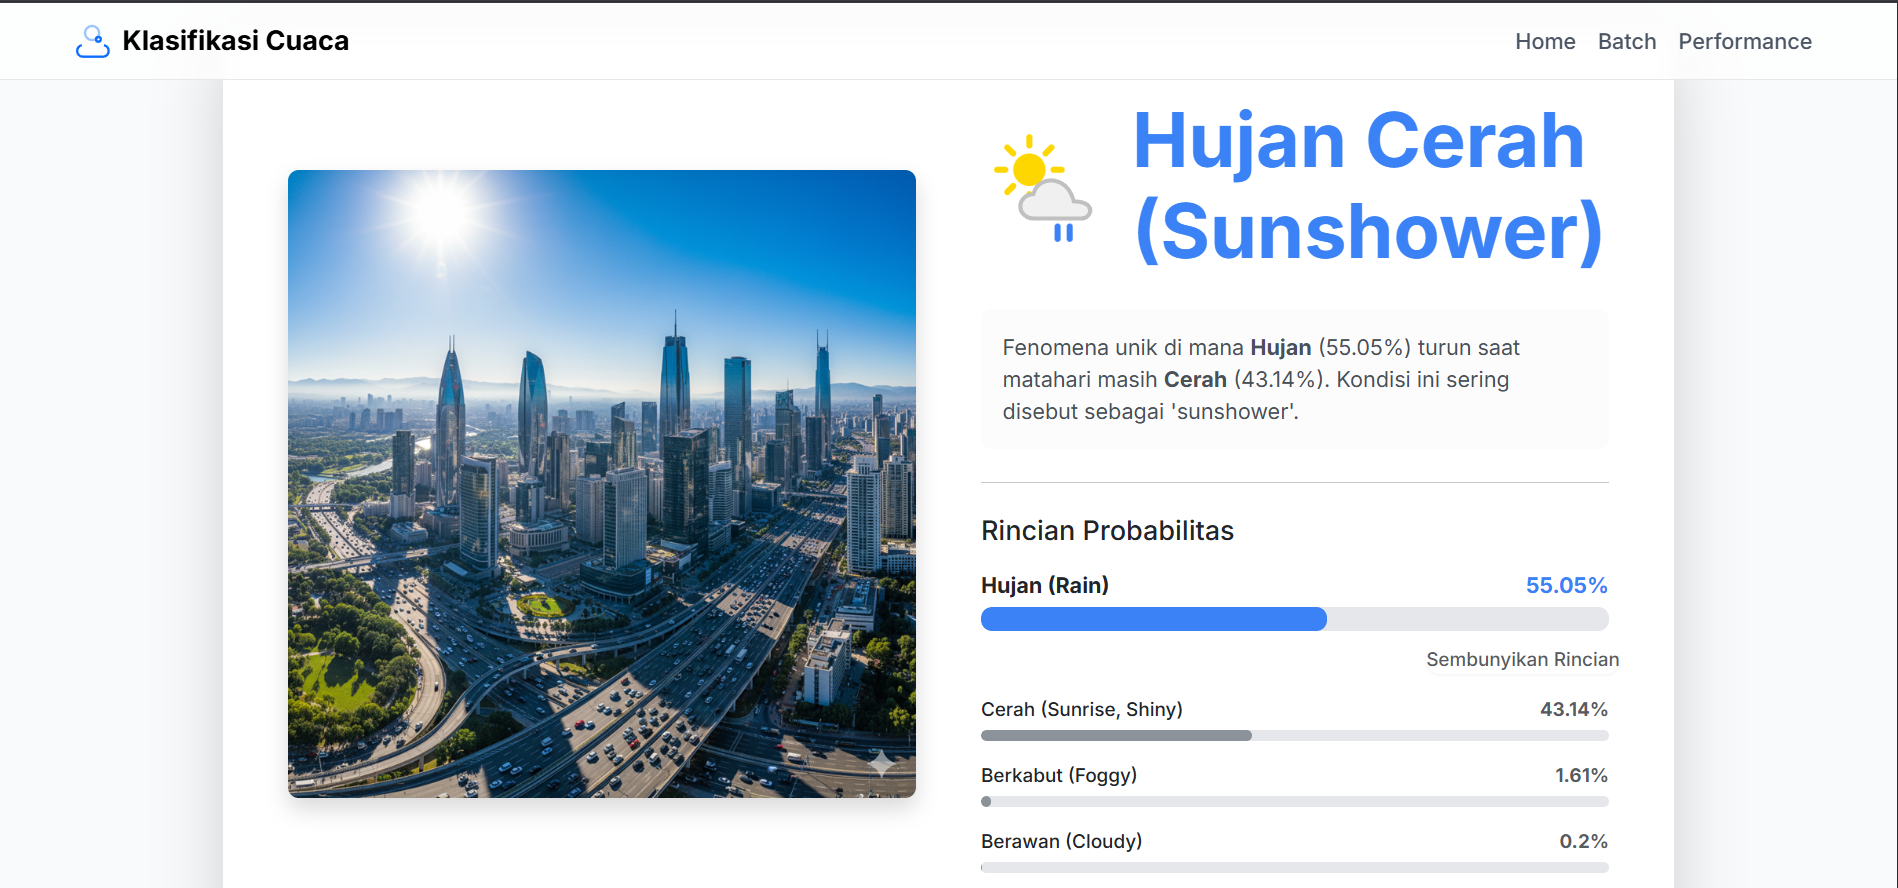 Klasifikasi Cuaca
Home Batch Performance
Hujan Cerah
(Sunshower)
Fenomena unik di mana Hujan (55.05%) turun saat
matahari masih Cerah (43.14%). Kondisi ini sering
disebut sebagai 'sunshower'.
Rincian Probabilitas
Hujan (Rain) 55.05%
Sembunyikan Rincian
Cerah (Sunrise, Shiny) 43.14%
Berkabut (Foggy) 1.61%
Berawan (Cloudy) 0.2%